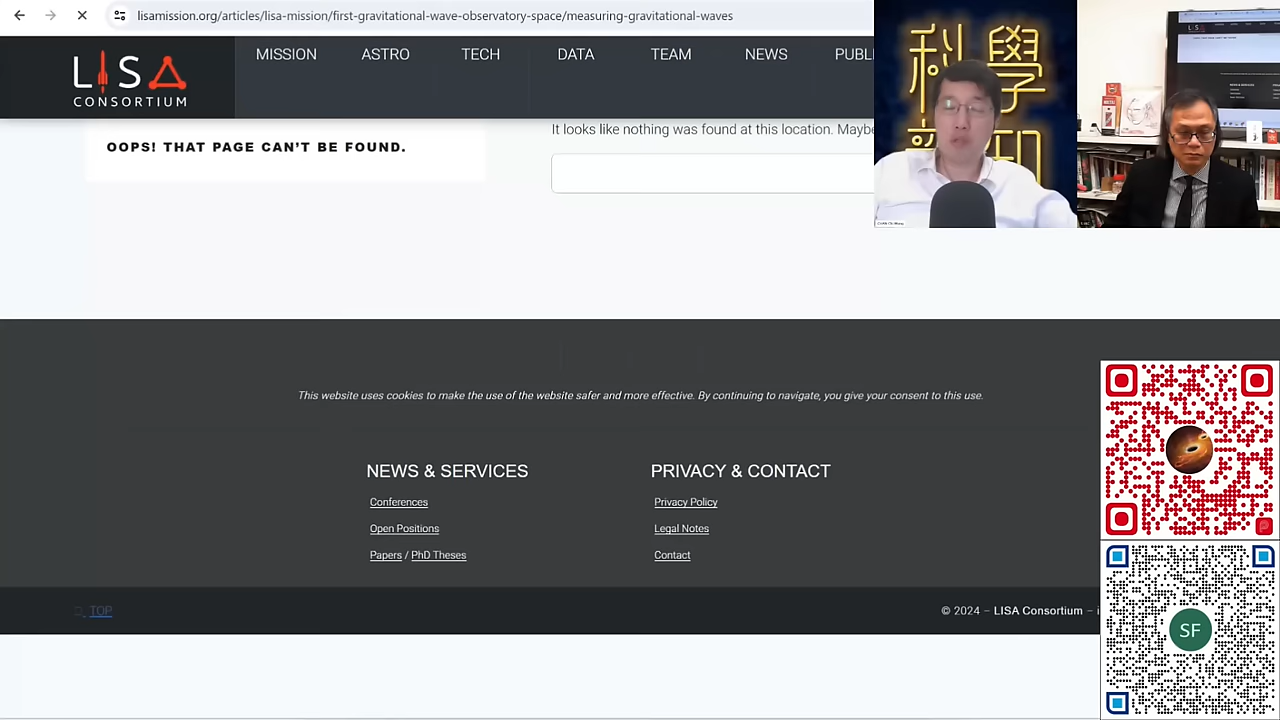 lisamission.org/articles/lisa-mission/first-gravitational-wave-obse
measuring-gravitational-waves
LISA
CONSORTIUM
MISSION
ASTRO
TECH
DATA
TEAM
NEWS
PUBL
It looks like nothing was found at this location. Maybe
OOPS! THAT PAGE CAN'T BE FOUND.
科學
This website uses cookies to make the use of the website safer and more effective. By continuing to navigate, you give your consent to this use.
NEWS & SERVICES
Conferences
Open Positions
Papers / PhD Theses
PRIVACY & CONTACT
Privacy Policy
Legal Notes
Contact
TOP
© 2024 – LISA Consortium – i
SF